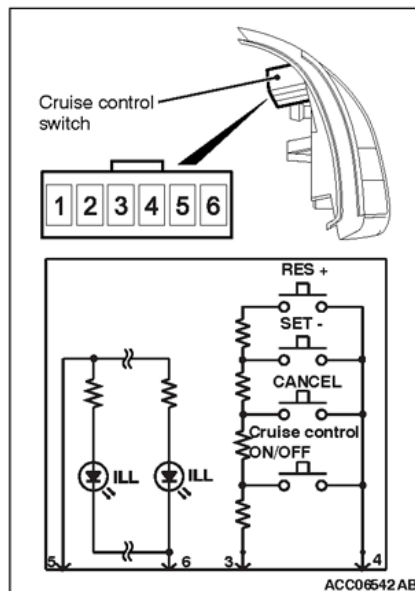 Cruise control
switch
1 2 3 4 5 6
RES +
SET -
CANCEL
Cruise control
ON/OFF
ILL ILL
5 6 3 4
ACC06542AB